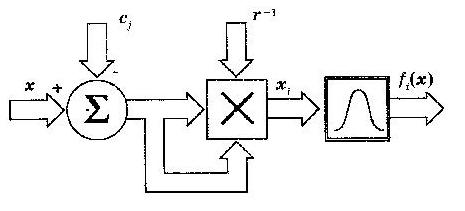 c_j
r⁻¹
x + -
Σ
×
x_i
f_i(x)